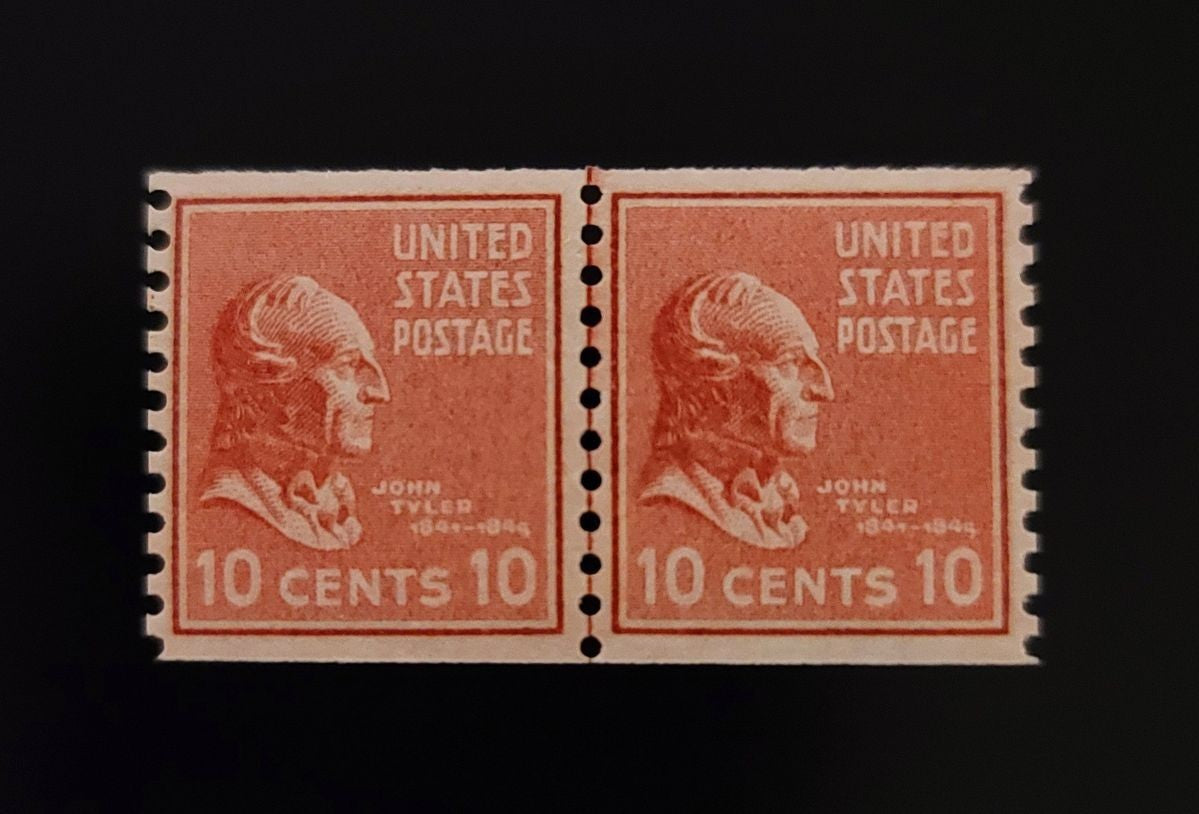 UNITED
STATES
POSTAGE
JOHN
TYLER
1841-1845
10 CENTS 10
UNITED
STATES
POSTAGE
JOHN
TYLER
1841-1845
10 CENTS 10